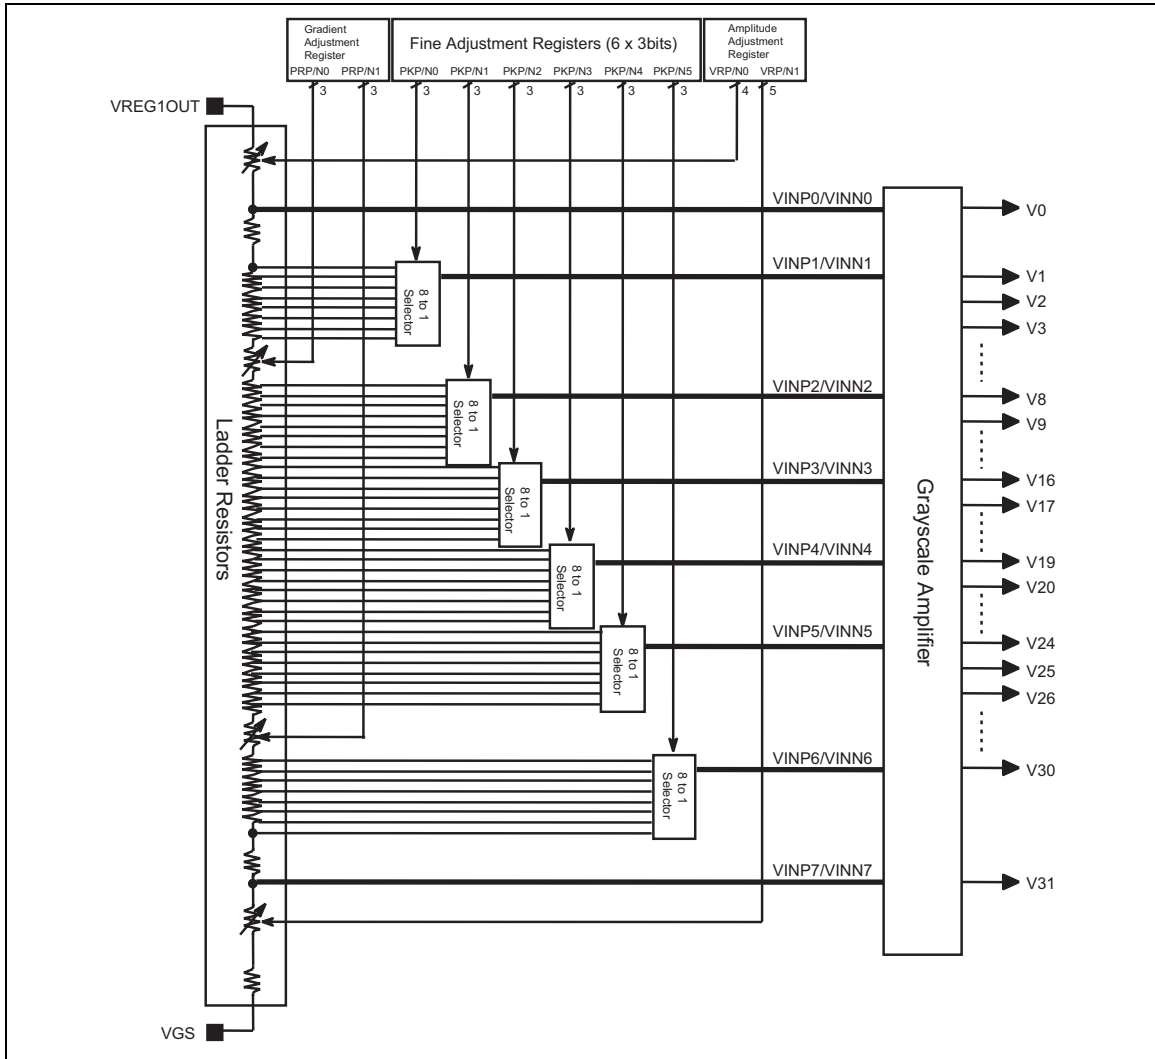 Gradient
Adjustment
Register
PRP/N0 PRP/N1
Fine Adjustment Registers (6 x 3bits)
PKP/N0 PKP/N1 PKP/N2 PKP/N3 PKP/N4 PKP/N5
Amplitude
Adjustment
Register
VRP/N0 VRP/N1
3 3 3 3 3 3 3 3 4 5
VREG1OUT
VINP0/VINN0
V0
8 to 1
Selector
VINP1/VINN1
V1
V2
V3
8 to 1
Selector
VINP2/VINN2
V8
V9
8 to 1
Selector
VINP3/VINN3
V16
V17
8 to 1
Selector
VINP4/VINN4
V19
V20
8 to 1
Selector
VINP5/VINN5
V24
V25
V26
8 to 1
Selector
VINP6/VINN6
V30
VINP7/VINN7
V31
Ladder Resistors
Grayscale Amplifier
VGS